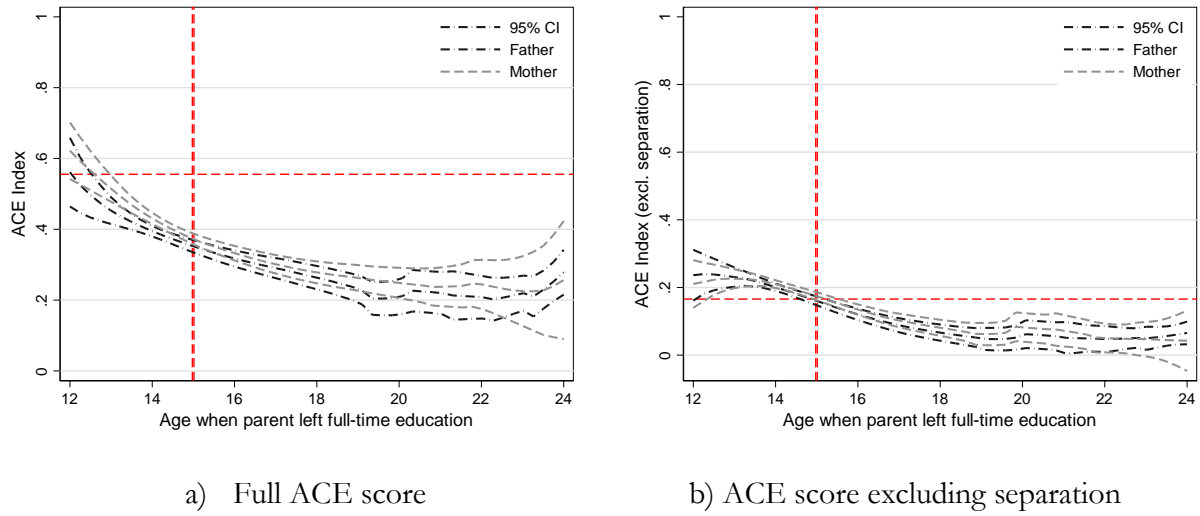 1
.8
.6
.4
.2
0
ACE Index
95% CI
Father
Mother
12 14 16 18 20 22 24
Age when parent left full-time education
1
.8
.6
.4
.2
0
ACE Index (excl. separation)
95% CI
Father
Mother
12 14 16 18 20 22 24
Age when parent left full-time education
a) Full ACE score
b) ACE score excluding separation